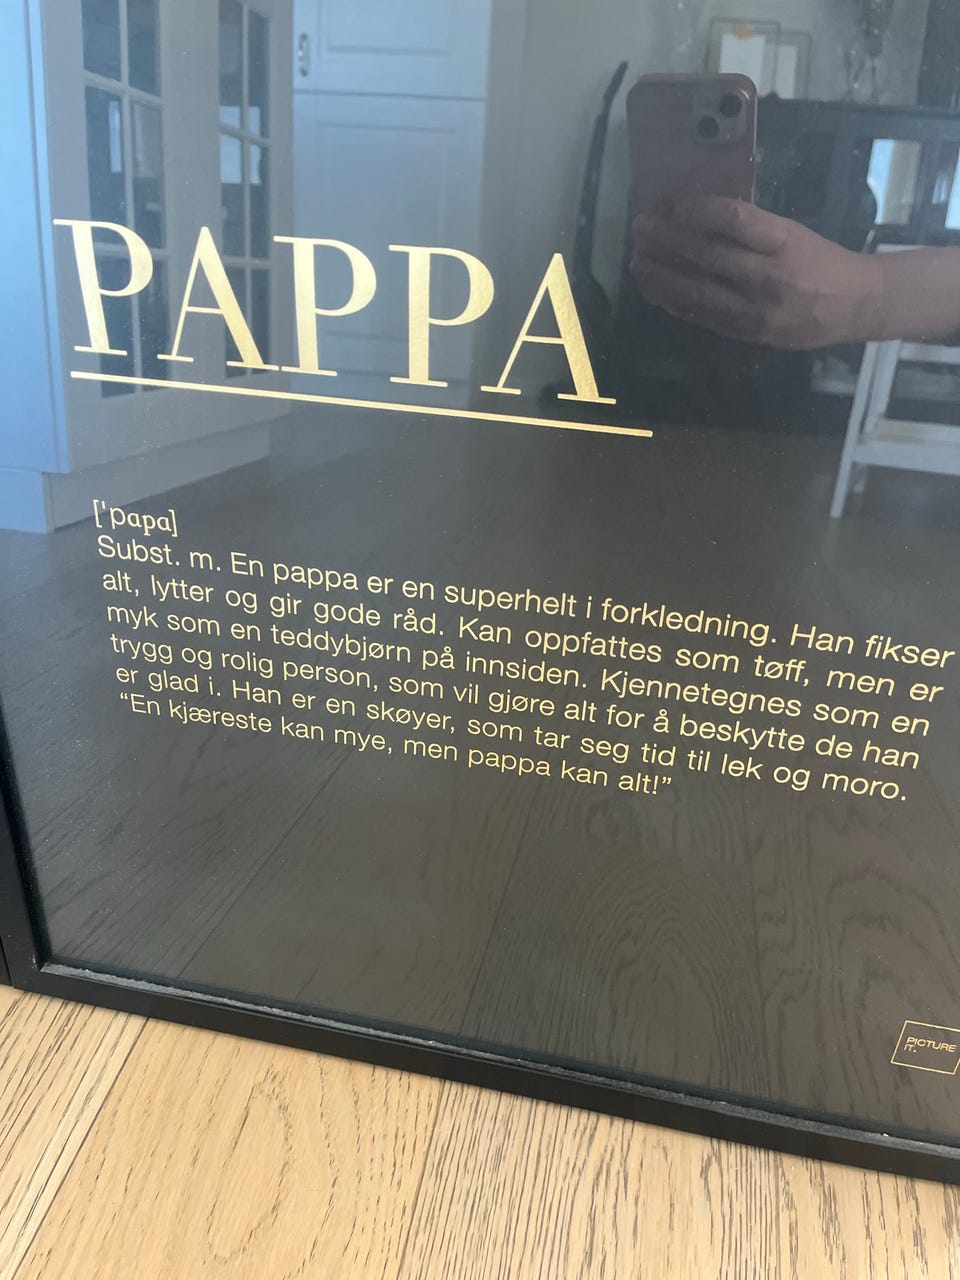 PAPPA
['papa]
Subst. m. En pappa er en superhelt i forkledning. Han fikser
alt, lytter og gir gode råd. Kan oppfattes som tøff, men er
myk som en teddybjørn på innsiden. Kjennetegnes som en
trygg og rolig person, som vil gjøre alt for å beskytte de han
er glad i. Han er en skøyer, som tar seg tid til lek og moro.
“En kjæreste kan mye, men pappa kan alt!”
PICTURE
IT.